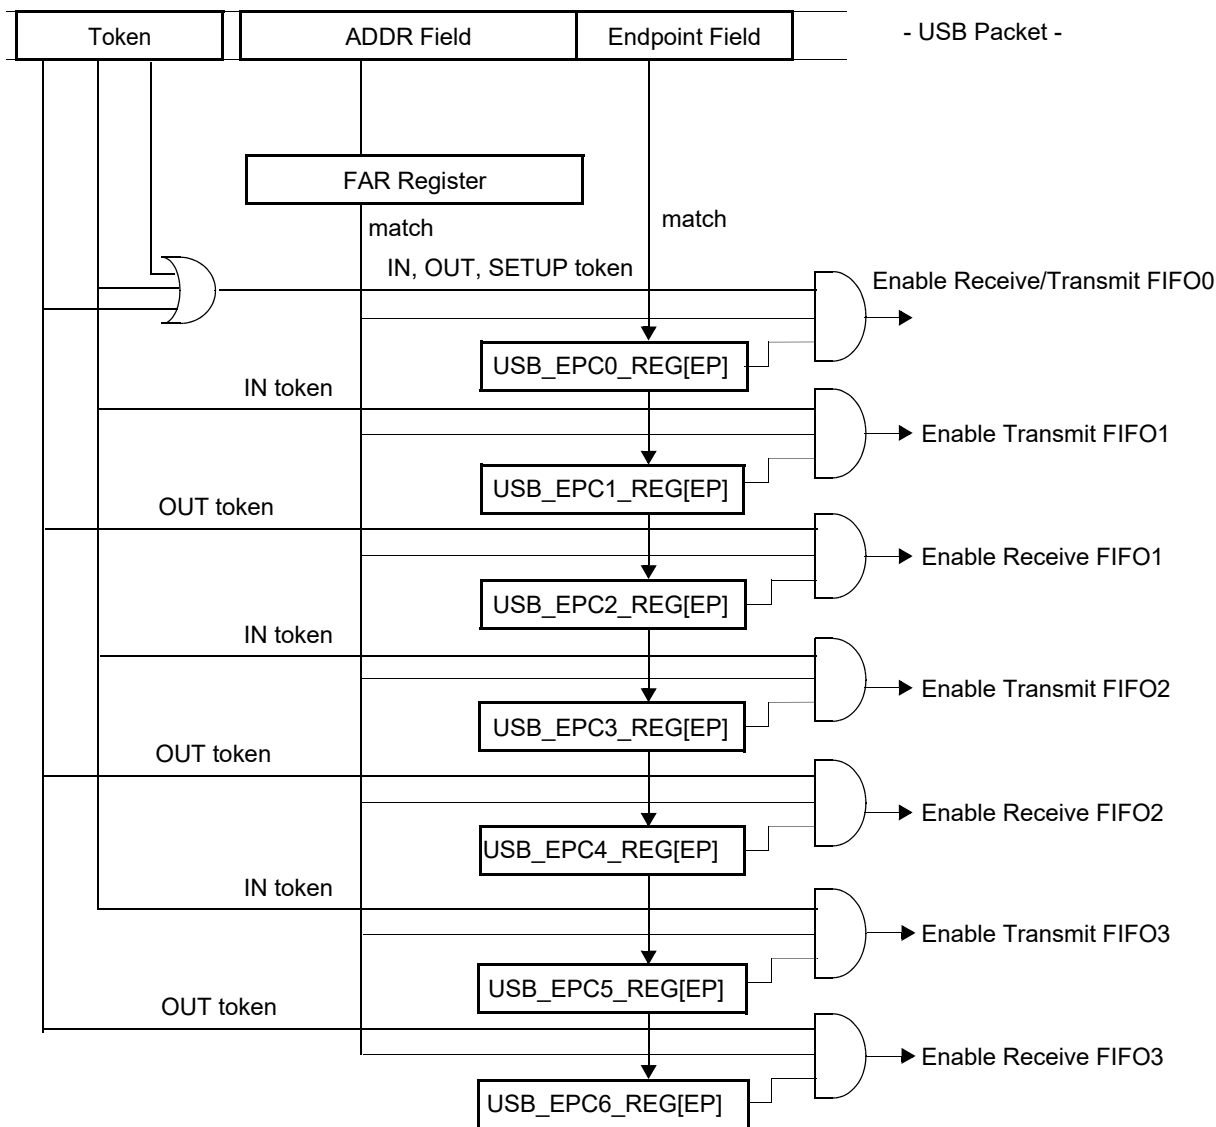 Token
ADDR Field
Endpoint Field
- USB Packet -
FAR Register
match
match
IN, OUT, SETUP token
Enable Receive/Transmit FIFO0
USB_EPC0_REG[EP]
IN token
Enable Transmit FIFO1
USB_EPC1_REG[EP]
OUT token
Enable Receive FIFO1
USB_EPC2_REG[EP]
IN token
Enable Transmit FIFO2
USB_EPC3_REG[EP]
OUT token
Enable Receive FIFO2
USB_EPC4_REG[EP]
IN token
Enable Transmit FIFO3
USB_EPC5_REG[EP]
OUT token
Enable Receive FIFO3
USB_EPC6_REG[EP]